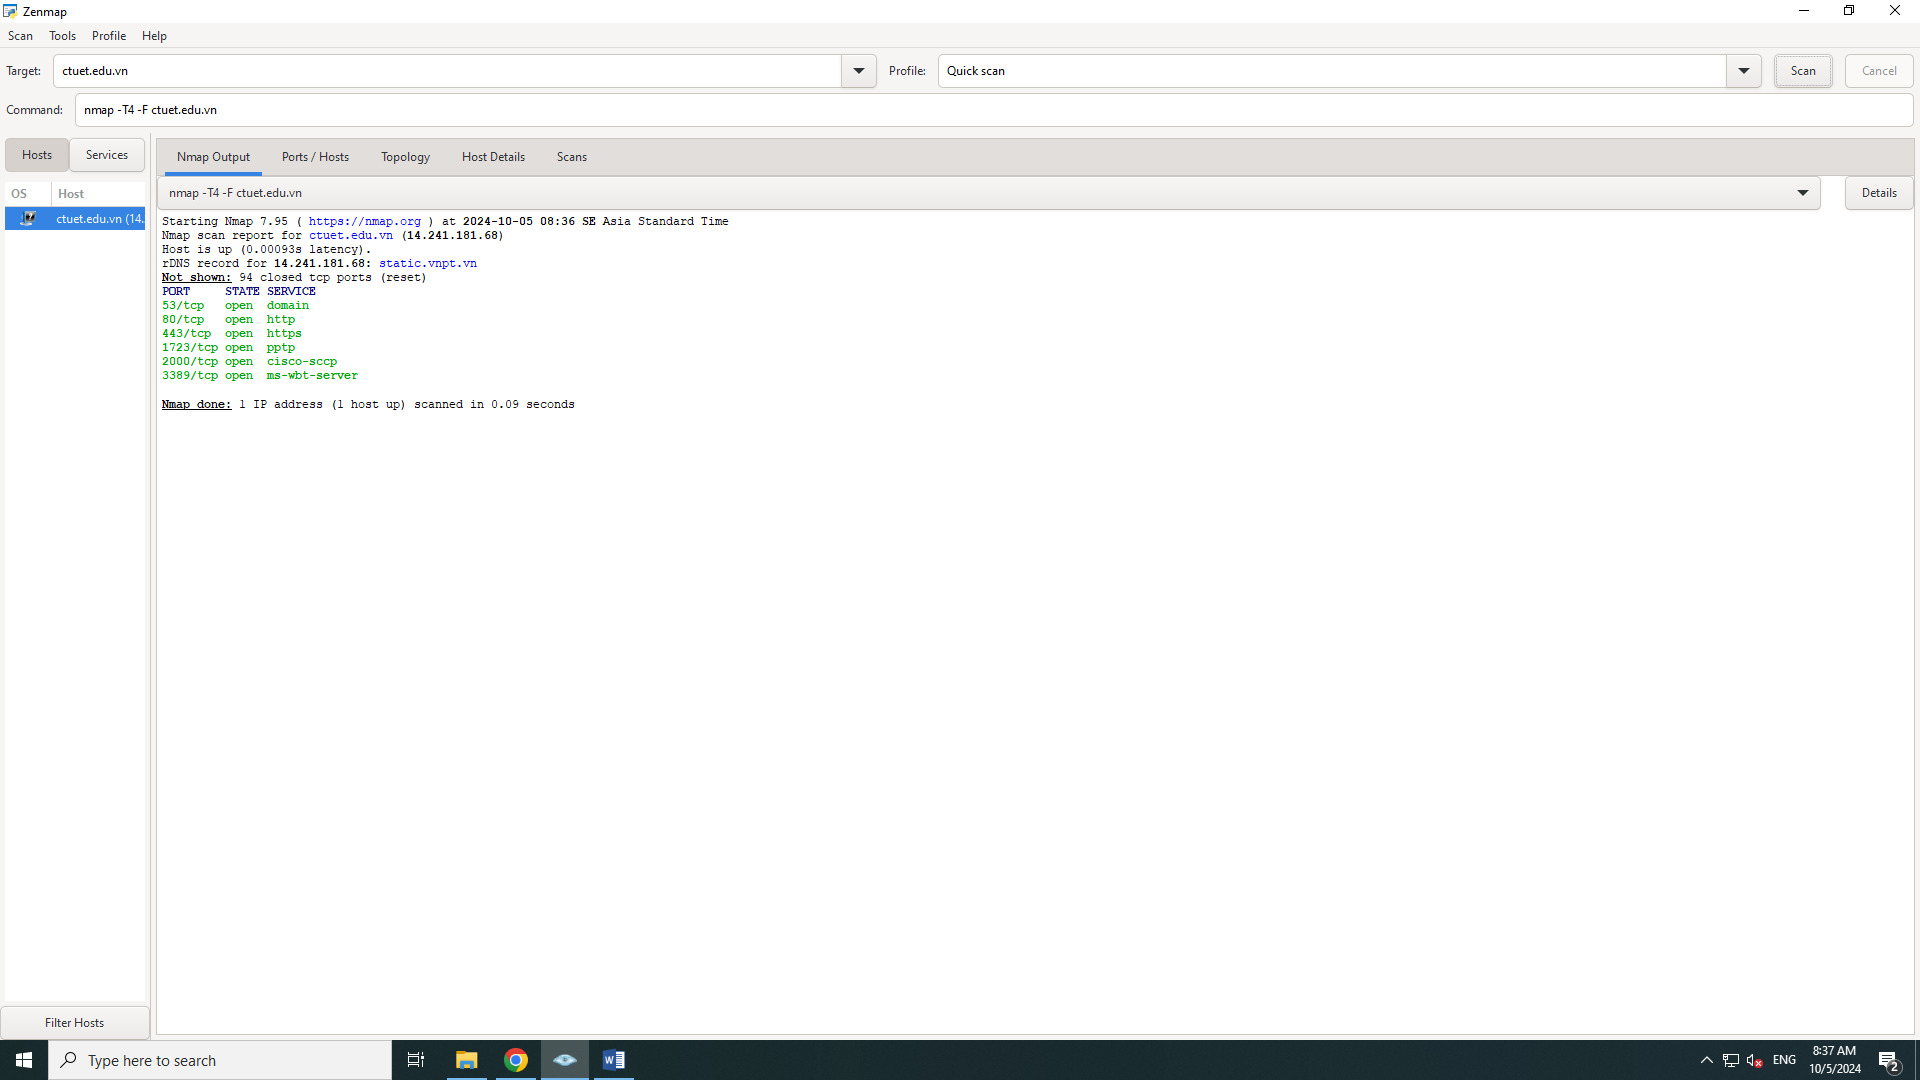 Zenmap
Scan Tools Profile Help
Target: ctuet.edu.vn Profile: Quick scan Scan Cancel
Command: nmap -T4 -F ctuet.edu.vn
Hosts Services
OS Host
ctuet.edu.vn (14.
Filter Hosts
Nmap Output Ports / Hosts Topology Host Details Scans
nmap -T4 -F ctuet.edu.vn Details
Starting Nmap 7.95 ( https://nmap.org ) at 2024-10-05 08:36 SE Asia Standard Time
Nmap scan report for ctuet.edu.vn (14.241.181.68)
Host is up (0.00093s latency).
rDNS record for 14.241.181.68: static.vnpt.vn
Not shown: 94 closed tcp ports (reset)
PORT STATE SERVICE
53/tcp open domain
80/tcp open http
443/tcp open https
1723/tcp open pptp
2000/tcp open cisco-sccp
3389/tcp open ms-wbt-server
Nmap done: 1 IP address (1 host up) scanned in 0.09 seconds
Type here to search
ENG
8:37 AM
10/5/2024
2